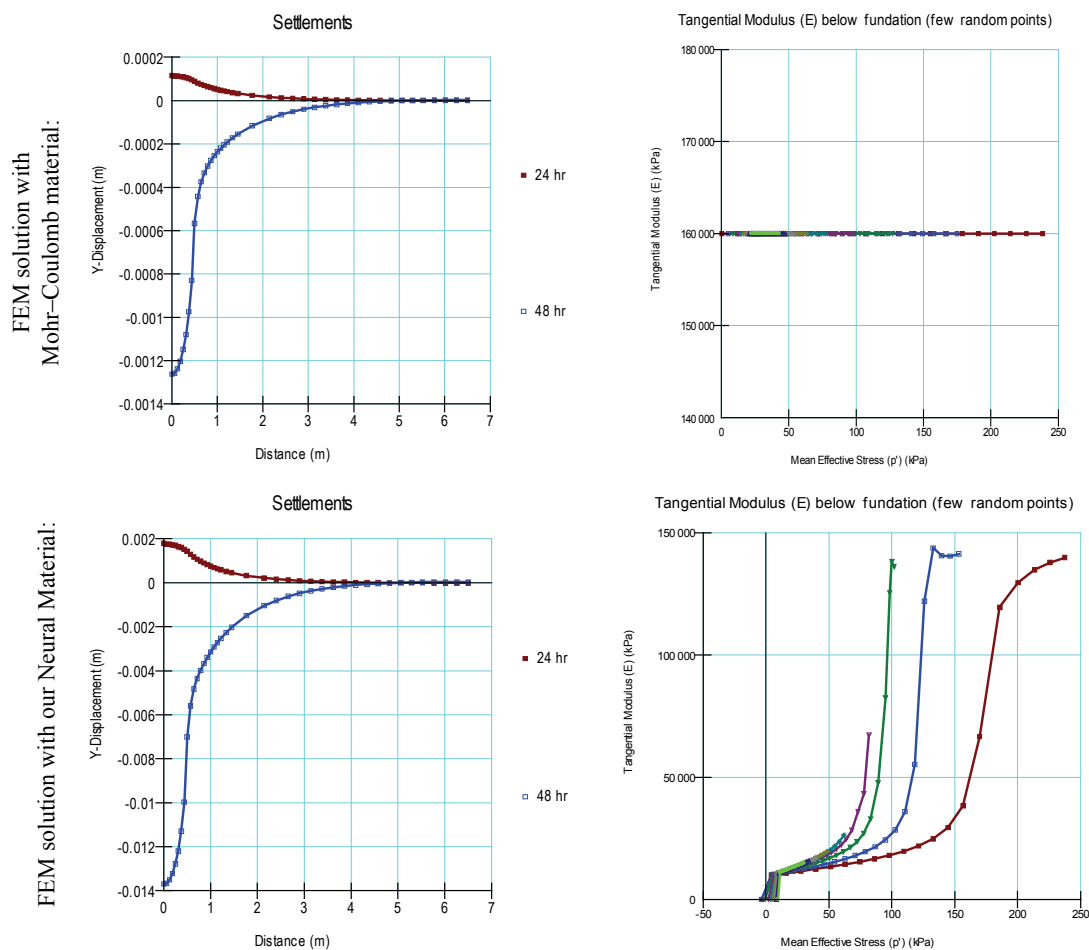 FEM solution with
Mohr–Coulomb material:
Settlements
0.0002
0
-0.0002
-0.0004
-0.0006
-0.0008
-0.001
-0.0012
-0.0014
Y-Displacement (m)
0 1 2 3 4 5 6 7
Distance (m)
24 hr
48 hr
Tangential Modulus (E) below fundation (few random points)
180 000
170 000
160 000
150 000
140 000
Tangential Modulus (E) (kPa)
0 50 100 150 200 250
Mean Effective Stress (p') (kPa)
FEM solution with our Neural Material:
Settlements
0.002
0
-0.002
-0.004
-0.006
-0.008
-0.01
-0.012
-0.014
Y-Displacement (m)
0 1 2 3 4 5 6 7
Distance (m)
24 hr
48 hr
Tangential Modulus (E) below fundation (few random points)
150 000
100 000
50 000
0
Tangential Modulus (E) (kPa)
-50 0 50 100 150 200 250
Mean Effective Stress (p') (kPa)